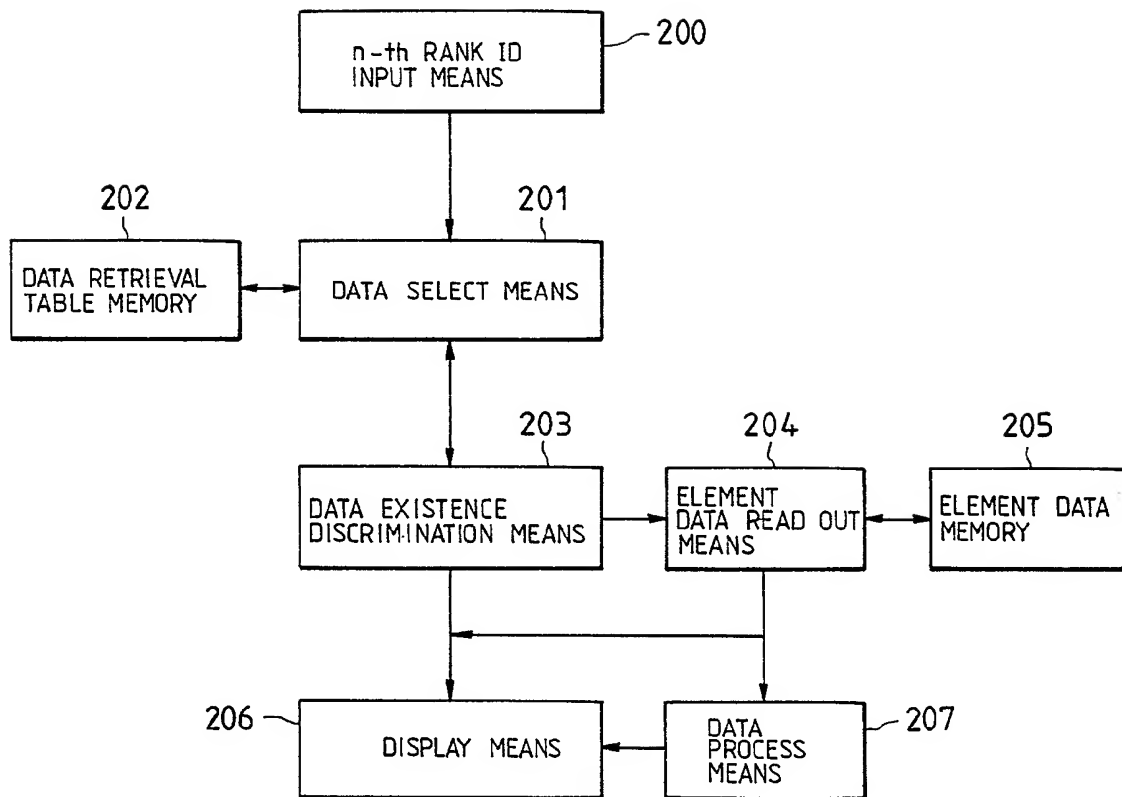 n-th RANK ID
INPUT MEANS
200
202
201
DATA RETRIEVAL
TABLE MEMORY
DATA SELECT MEANS
203
204
205
DATA EXISTENCE
DISCRIMINATION MEANS
ELEMENT
DATA READ OUT
MEANS
ELEMENT DATA
MEMORY
206
DISPLAY MEANS
DATA
PROCESS
MEANS
207